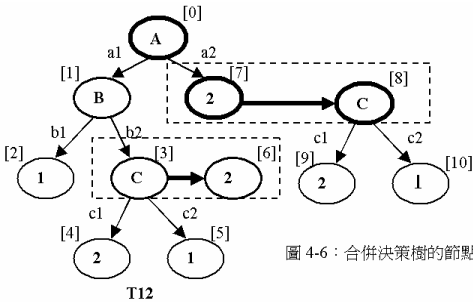 [0]
A
a1 a2
[1] [7] [8]
B 2 C
b1 b2 c1 c2
[2] [3] [6] [9] [10]
1 C 2 2 1
c1 c2
[4] [5]
2 1
圖 4-6：合併決策樹的節點
T12